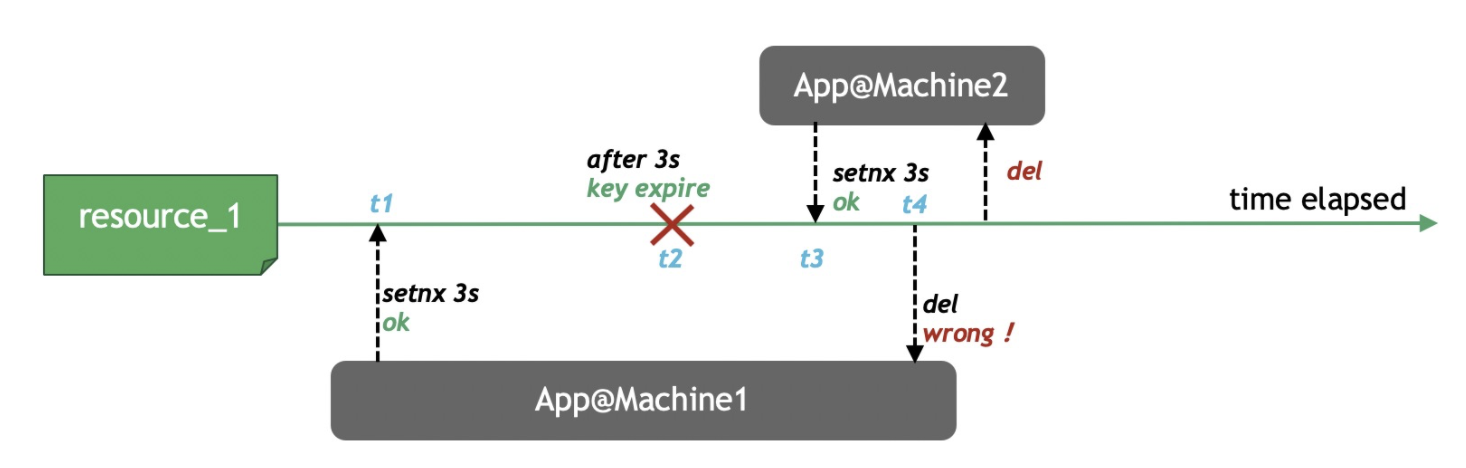 App@Machine2
after 3s
key expire
setnx 3s
ok
del
t1
t4
time elapsed
resource_1
t2
t3
setnx 3s
ok
del
wrong !
App@Machine1